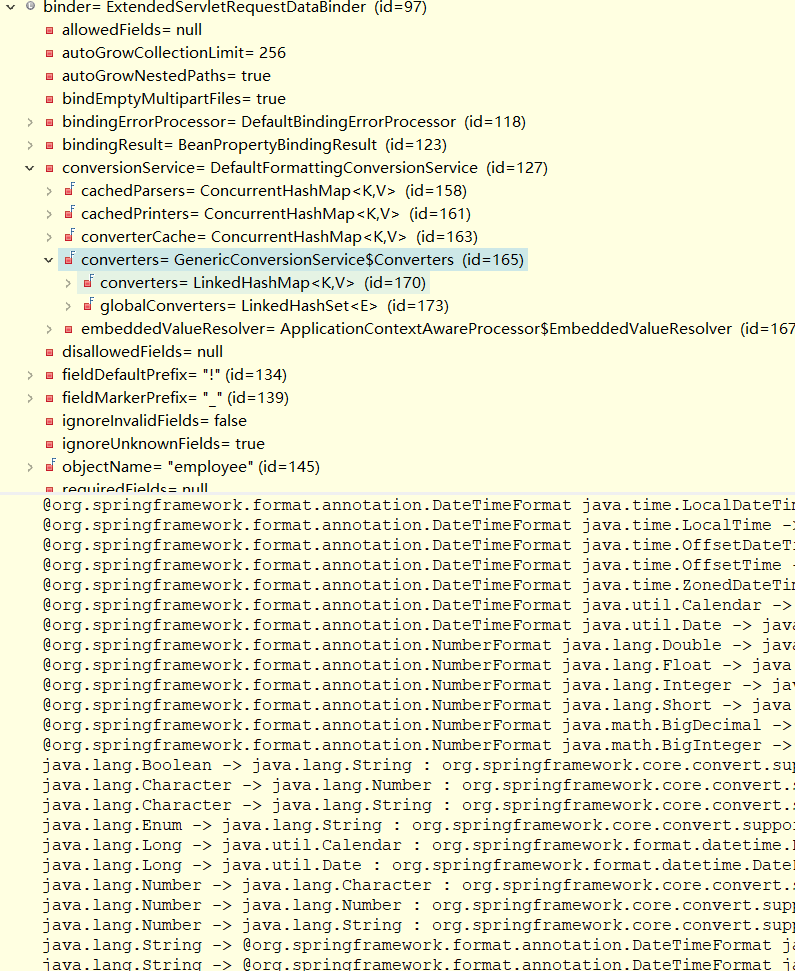 binder= ExtendedServletRequestDataBinder (id=97)
allowedFields= null
autoGrowCollectionLimit= 256
autoGrowNestedPaths= true
bindEmptyMultipartFiles= true
bindingErrorProcessor= DefaultBindingErrorProcessor (id=118)
bindingResult= BeanPropertyBindingResult (id=123)
conversionService= DefaultFormattingConversionService (id=127)
cachedParsers= ConcurrentHashMap<K,V> (id=158)
cachedPrinters= ConcurrentHashMap<K,V> (id=161)
converterCache= ConcurrentHashMap<K,V> (id=163)
converters= GenericConversionService$Converters (id=165)
converters= LinkedHashMap<K,V> (id=170)
globalConverters= LinkedHashSet<E> (id=173)
embeddedValueResolver= ApplicationContextAwareProcessor$EmbeddedValueResolver (id=167
disallowedFields= null
fieldDefaultPrefix= "!" (id=134)
fieldMarkerPrefix= "_" (id=139)
ignoreInvalidFields= false
ignoreUnknownFields= true
objectName= "employee" (id=145)
requiredFields= null
@org.springframework.format.annotation.DateTimeFormat java.time.LocalDateTim
@org.springframework.format.annotation.DateTimeFormat java.time.LocalTime -
@org.springframework.format.annotation.DateTimeFormat java.time.OffsetDateT
@org.springframework.format.annotation.DateTimeFormat java.time.OffsetTime -
@org.springframework.format.annotation.DateTimeFormat java.time.ZonedDateTim
@org.springframework.format.annotation.DateTimeFormat java.util.Calendar ->
@org.springframework.format.annotation.DateTimeFormat java.util.Date -> jav
@org.springframework.format.annotation.NumberFormat java.lang.Double -> jav
@org.springframework.format.annotation.NumberFormat java.lang.Float -> java
@org.springframework.format.annotation.NumberFormat java.lang.Integer -> ja
@org.springframework.format.annotation.NumberFormat java.lang.Short -> java
@org.springframework.format.annotation.NumberFormat java.math.BigDecimal ->
@org.springframework.format.annotation.NumberFormat java.math.BigInteger ->
java.lang.Boolean -> java.lang.String : org.springframework.core.convert.sup
java.lang.Character -> java.lang.Number : org.springframework.core.convert.s
java.lang.Character -> java.lang.String : org.springframework.core.convert.s
java.lang.Enum -> java.lang.String : org.springframework.core.convert.suppo
java.lang.Long -> java.util.Calendar : org.springframework.format.datetime.D
java.lang.Long -> java.util.Date : org.springframework.format.datetime.DateF
java.lang.Number -> java.lang.Character : org.springframework.core.convert.s
java.lang.Number -> java.lang.Number : org.springframework.core.convert.sup
java.lang.Number -> java.lang.String : org.springframework.core.convert.sup
java.lang.String -> @org.springframework.format.annotation.DateTimeFormat ja
java.lang.String -> @org.springframework.format.annotation.DateTimeFormat ja